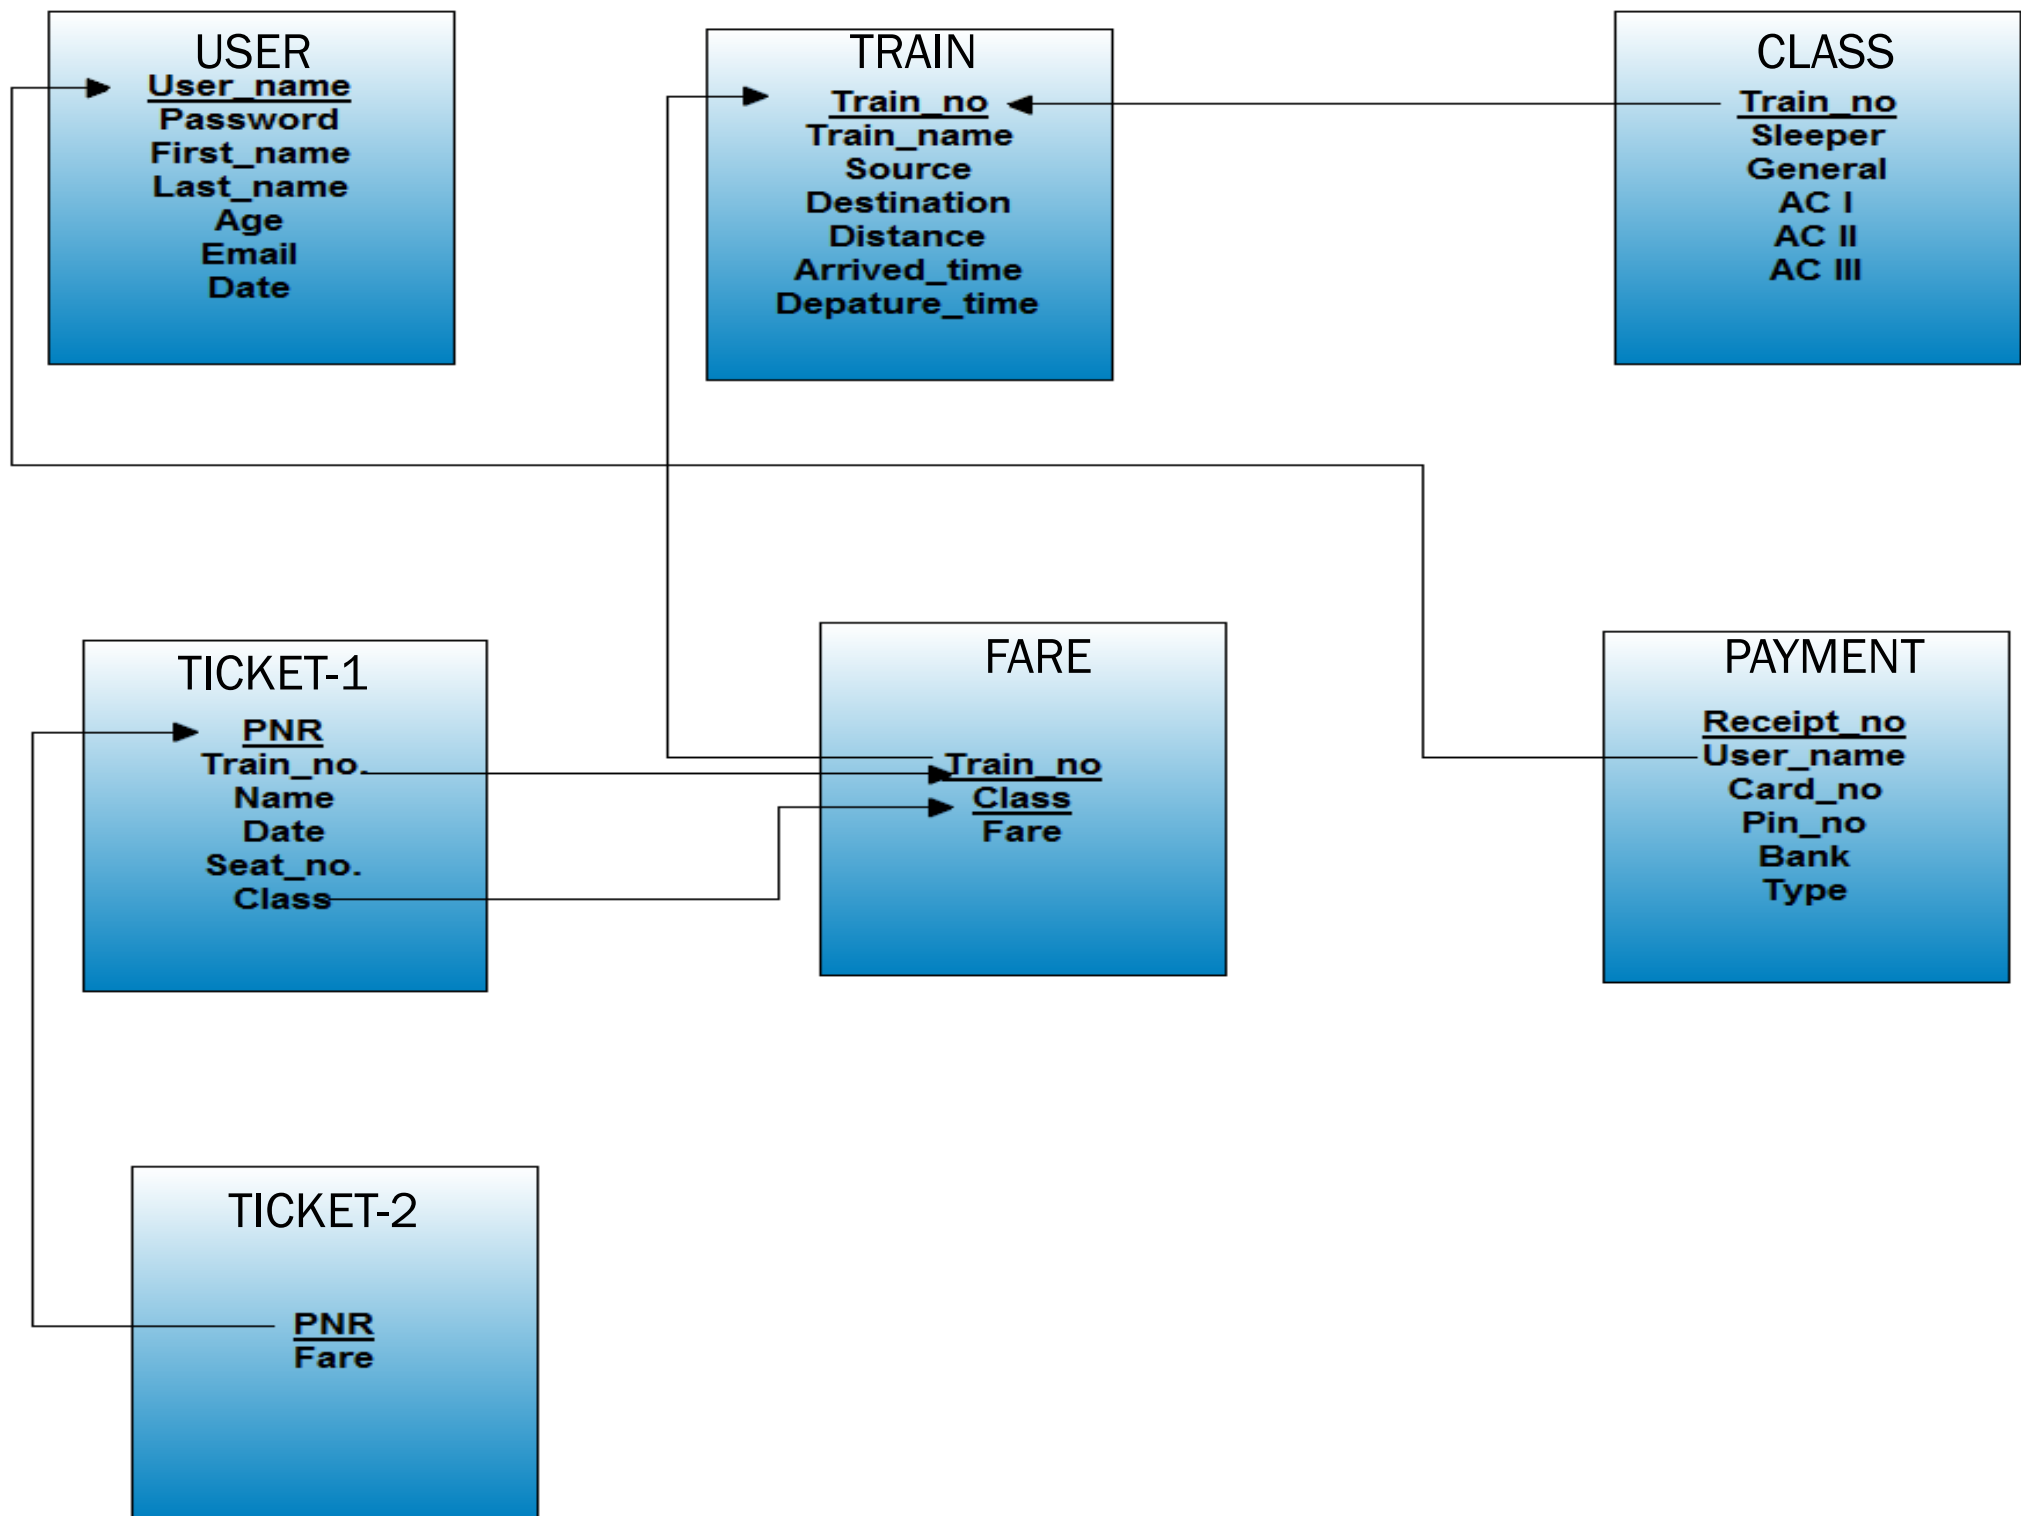 USER
User_name
Password
First_name
Last_name
Age
Email
Date
TRAIN
Train_no
Train_name
Source
Destination
Distance
Arrived_time
Depature_time
CLASS
Train_no
Sleeper
General
AC I
AC II
AC III
TICKET-1
PNR
Train_no.
Name
Date
Seat_no.
Class
FARE
Train_no
Class
Fare
PAYMENT
Receipt_no
User_name
Card_no
Pin_no
Bank
Type
TICKET-2
PNR
Fare